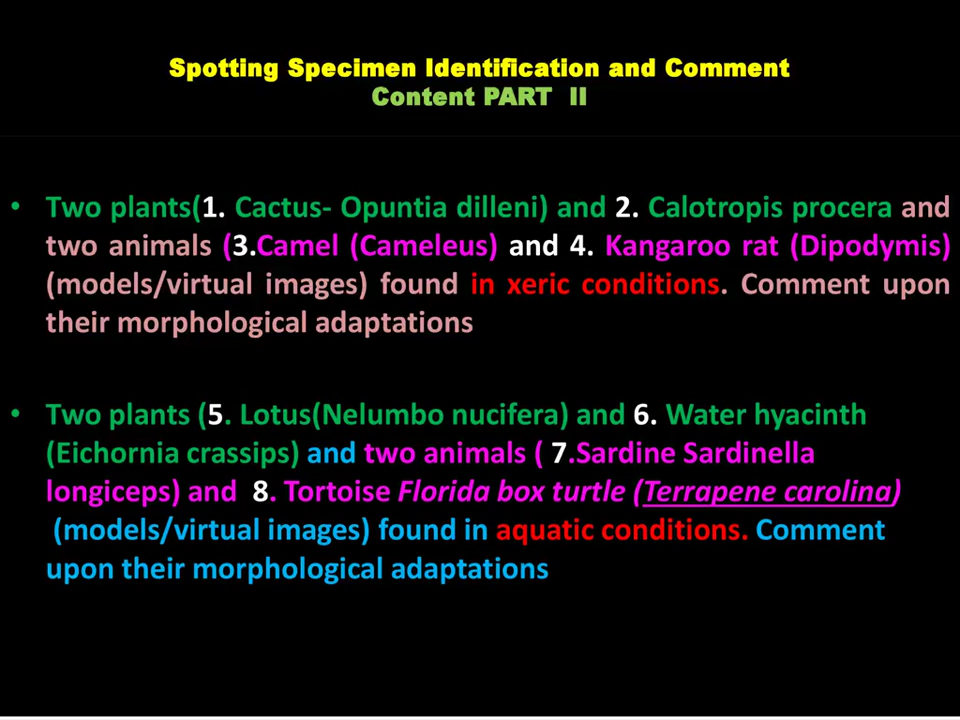 Spotting Specimen Identification and Comment
Content PART II
• Two plants(1. Cactus- Opuntia dilleni) and 2. Calotropis procera and
two animals (3.Camel (Cameleus) and 4. Kangaroo rat (Dipodymis)
(models/virtual images) found in xeric conditions. Comment upon
their morphological adaptations
• Two plants (5. Lotus(Nelumbo nucifera) and 6. Water hyacinth
(Eichornia crassips) and two animals ( 7.Sardine Sardinella
longiceps) and 8. Tortoise Florida box turtle (Terrapene carolina)
(models/virtual images) found in aquatic conditions. Comment
upon their morphological adaptations